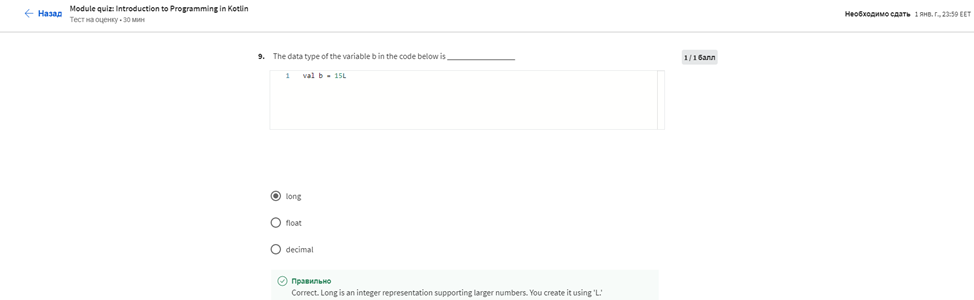 Назад
Module quiz: Introduction to Programming in Kotlin
Тест на оценку • 30 мин
Необходимо сдать 1 янв. г., 23:59 EET
9. The data type of the variable b in the code below is ________________
1 / 1 балл
1 val b = 15L
long
float
decimal
Правильно
Correct. Long is an integer representation supporting larger numbers. You create it using 'L.'